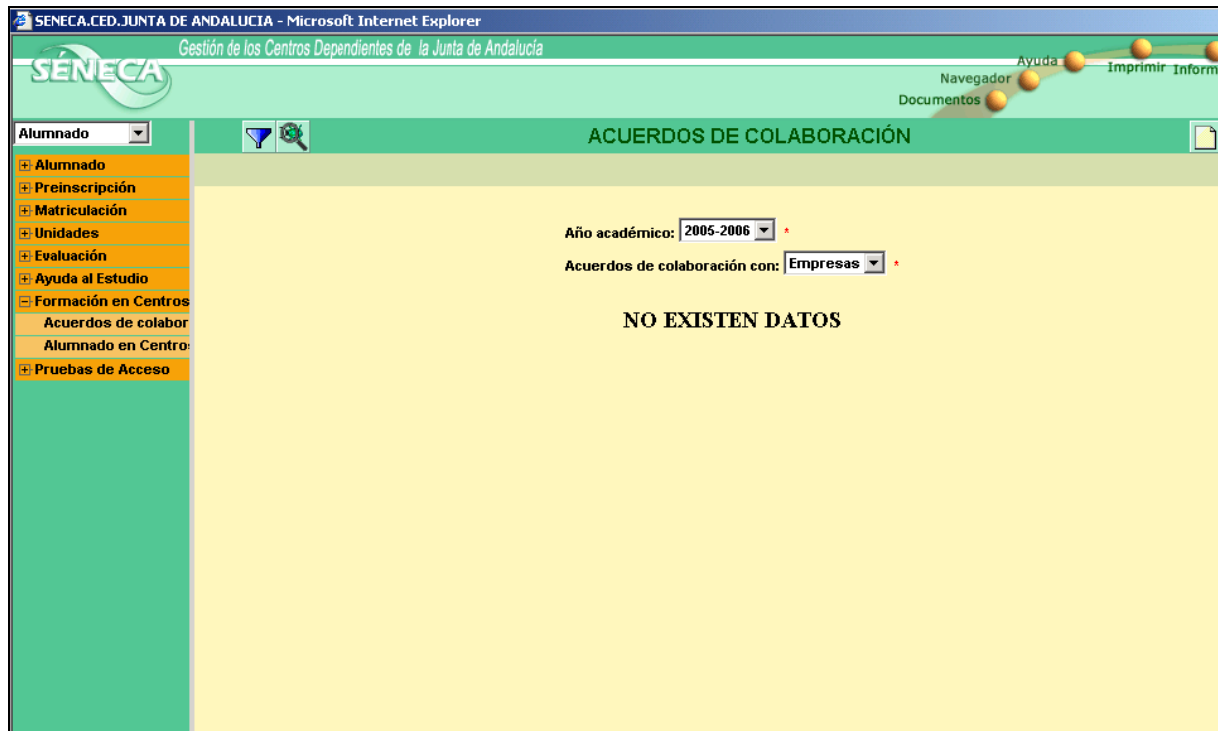 SENECA.CED.JUNTA DE ANDALUCIA - Microsoft Internet Explorer
Gestión de los Centros Dependientes de la Junta de Andalucía
SÉNECA
Ayuda
Imprimir
Inform
Navegador
Documentos
Alumnado
ACUERDOS DE COLABORACIÓN
Alumnado
Preinscripción
Matriculación
Unidades
Evaluación
Ayuda al Estudio
Formación en Centros
Acuerdos de colabor
Alumnado en Centro
Pruebas de Acceso
Año académico: 2005-2006 *
Acuerdos de colaboración con: Empresas *
NO EXISTEN DATOS